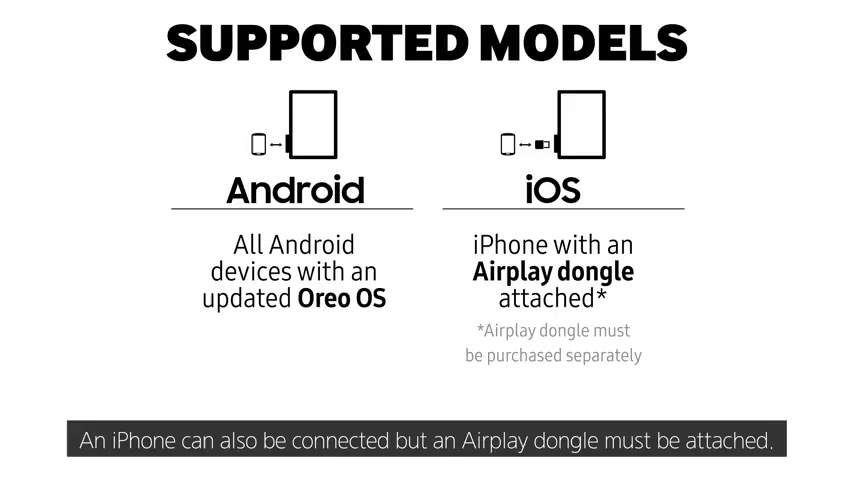 SUPPORTED MODELS
Android
All Android
devices with an
updated Oreo OS
iOS
iPhone with an
Airplay dongle
attached*
*Airplay dongle must
be purchased separately
An iPhone can also be connected but an Airplay dongle must be attached.